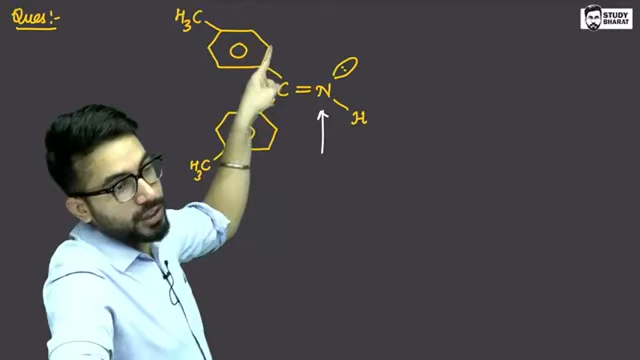 Ques:-
H₃C
C = N
H
H₃C
STUDY
BHARAT